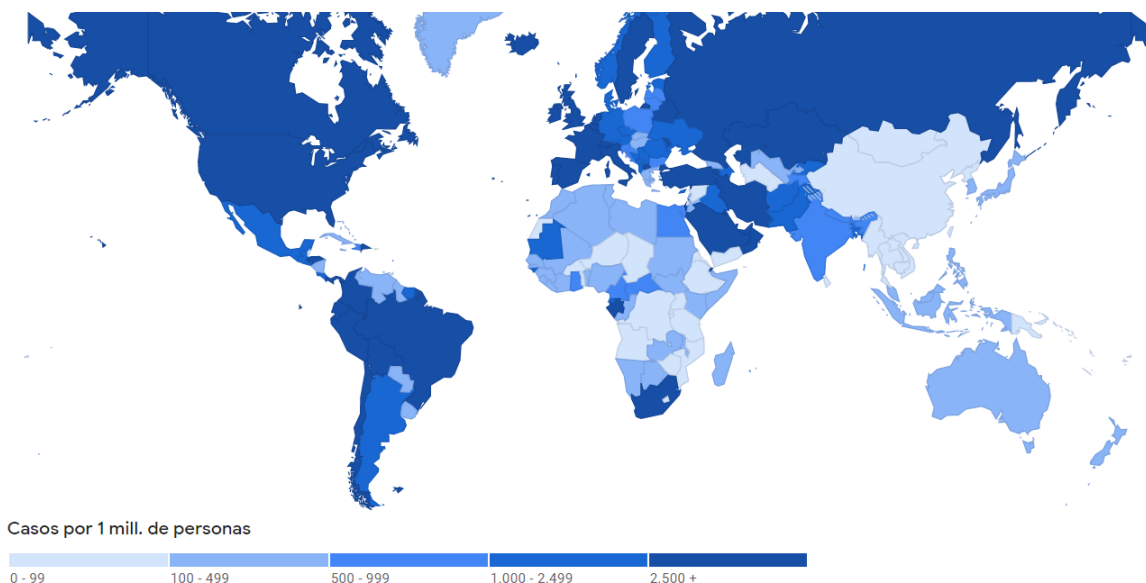 Casos por 1 mill. de personas
0 - 99 100 - 499 500 - 999 1.000 - 2.499 2.500 +